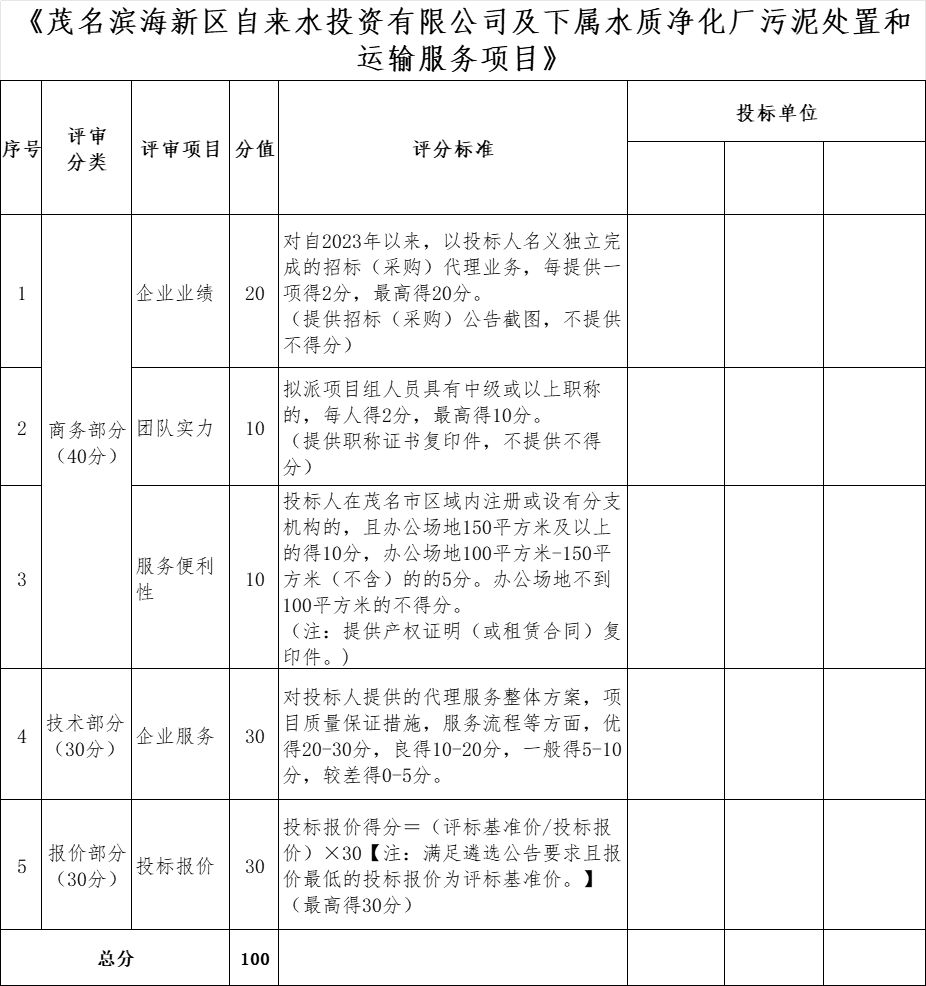 《茂名滨海新区自来水投资有限公司及下属水质净化厂污泥处置和
运输服务项目》
序号
评审
分类
评审项目
分值
评分标准
投标单位
1
商务部分
（40分）
企业业绩
20
对自2023年以来，以投标人名义独立完
成的招标（采购）代理业务，每提供一
项得2分，最高得20分。
（提供招标（采购）公告截图，不提供
不得分）
2
团队实力
10
拟派项目组人员具有中级或以上职称
的，每人得2分，最高得10分。
（提供职称证书复印件，不提供不得
分）
3
服务便利
性
10
投标人在茂名市区域内注册或设有分支
机构的，且办公场地150平方米及以上
的得10分，办公场地100平方米-150平
方米（不含）的的5分。办公场地不到
100平方米的不得分。
（注：提供产权证明（或租赁合同）复
印件。)
4
技术部分
（30分）
企业服务
30
对投标人提供的代理服务整体方案，项
目质量保证措施，服务流程等方面，优
得20-30分，良得10-20分，一般得5-10
分，较差得0-5分。
5
报价部分
（30分）
投标报价
30
投标报价得分＝（评标基准价/投标报
价）×30【注：满足遴选公告要求且报
价最低的投标报价为评标基准价。】
（最高得30分）
总分
100